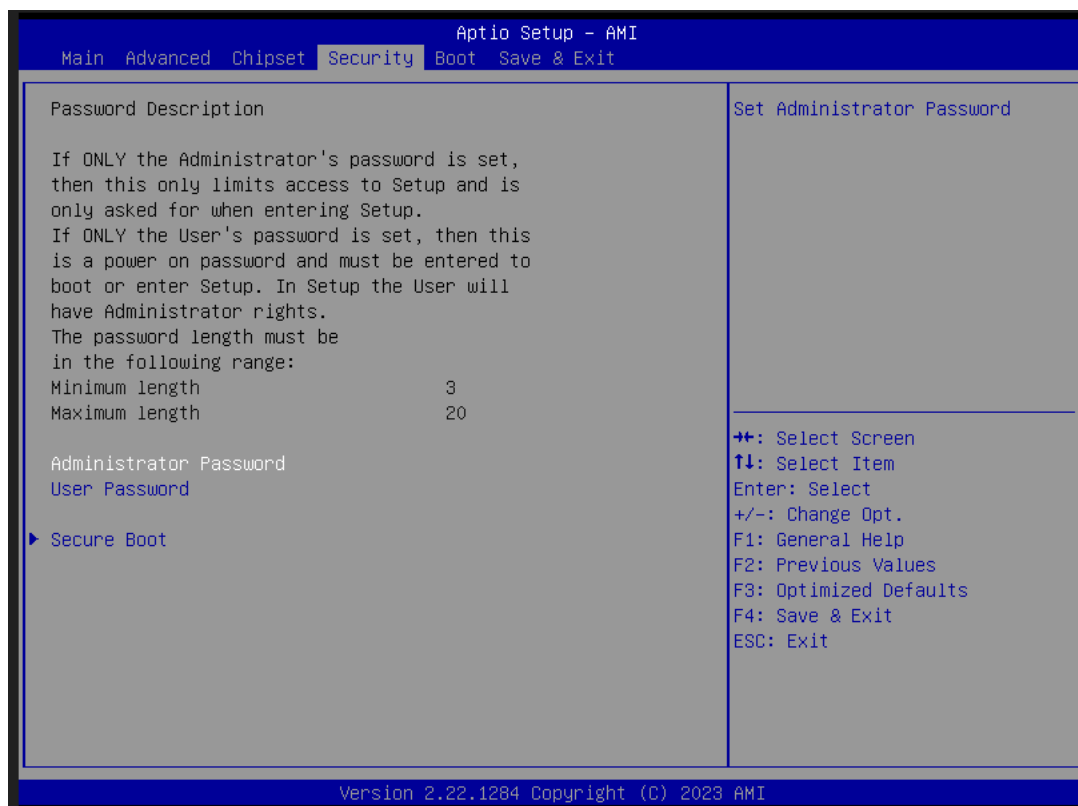 Aptio Setup - AMI
Main Advanced Chipset Security Boot Save & Exit
Password Description
If ONLY the Administrator's password is set,
then this only limits access to Setup and is
only asked for when entering Setup.
If ONLY the User's password is set, then this
is a power on password and must be entered to
boot or enter Setup. In Setup the User will
have Administrator rights.
The password length must be
in the following range:
Minimum length 3
Maximum length 20
Administrator Password
User Password
Secure Boot
Set Administrator Password
→←: Select Screen
↑↓: Select Item
Enter: Select
+/-: Change Opt.
F1: General Help
F2: Previous Values
F3: Optimized Defaults
F4: Save & Exit
ESC: Exit
Version 2.22.1284 Copyright (C) 2023 AMI